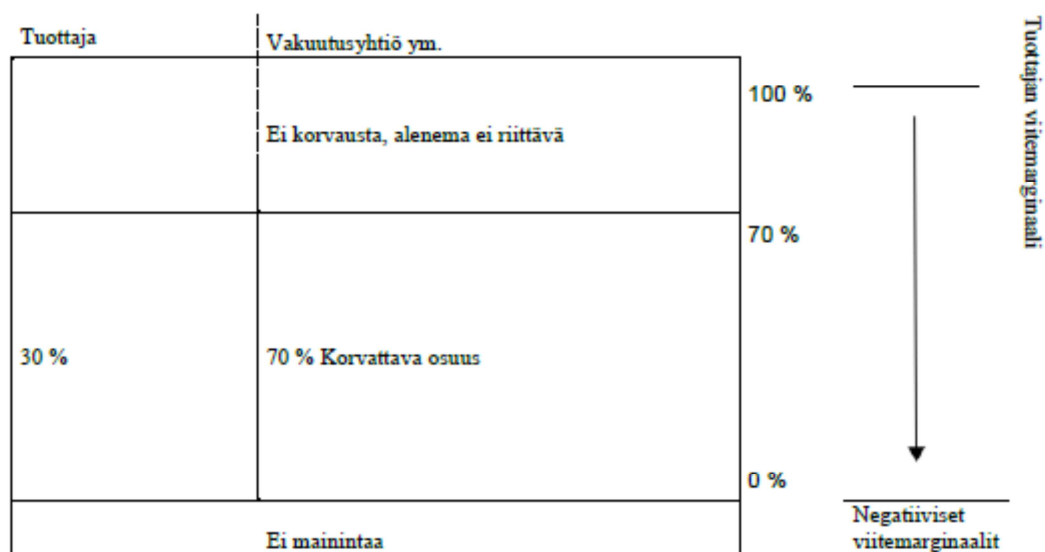 Tuottaja
Vakuutusyhtiö ym.
100 %
Ei korvausta, alenema ei riittävä
70 %
30 %
70 % Korvattava osuus
0 %
Ei mainintaa
Negatiiviset
viitemarginaalit
Tuottajan viitemarginaali